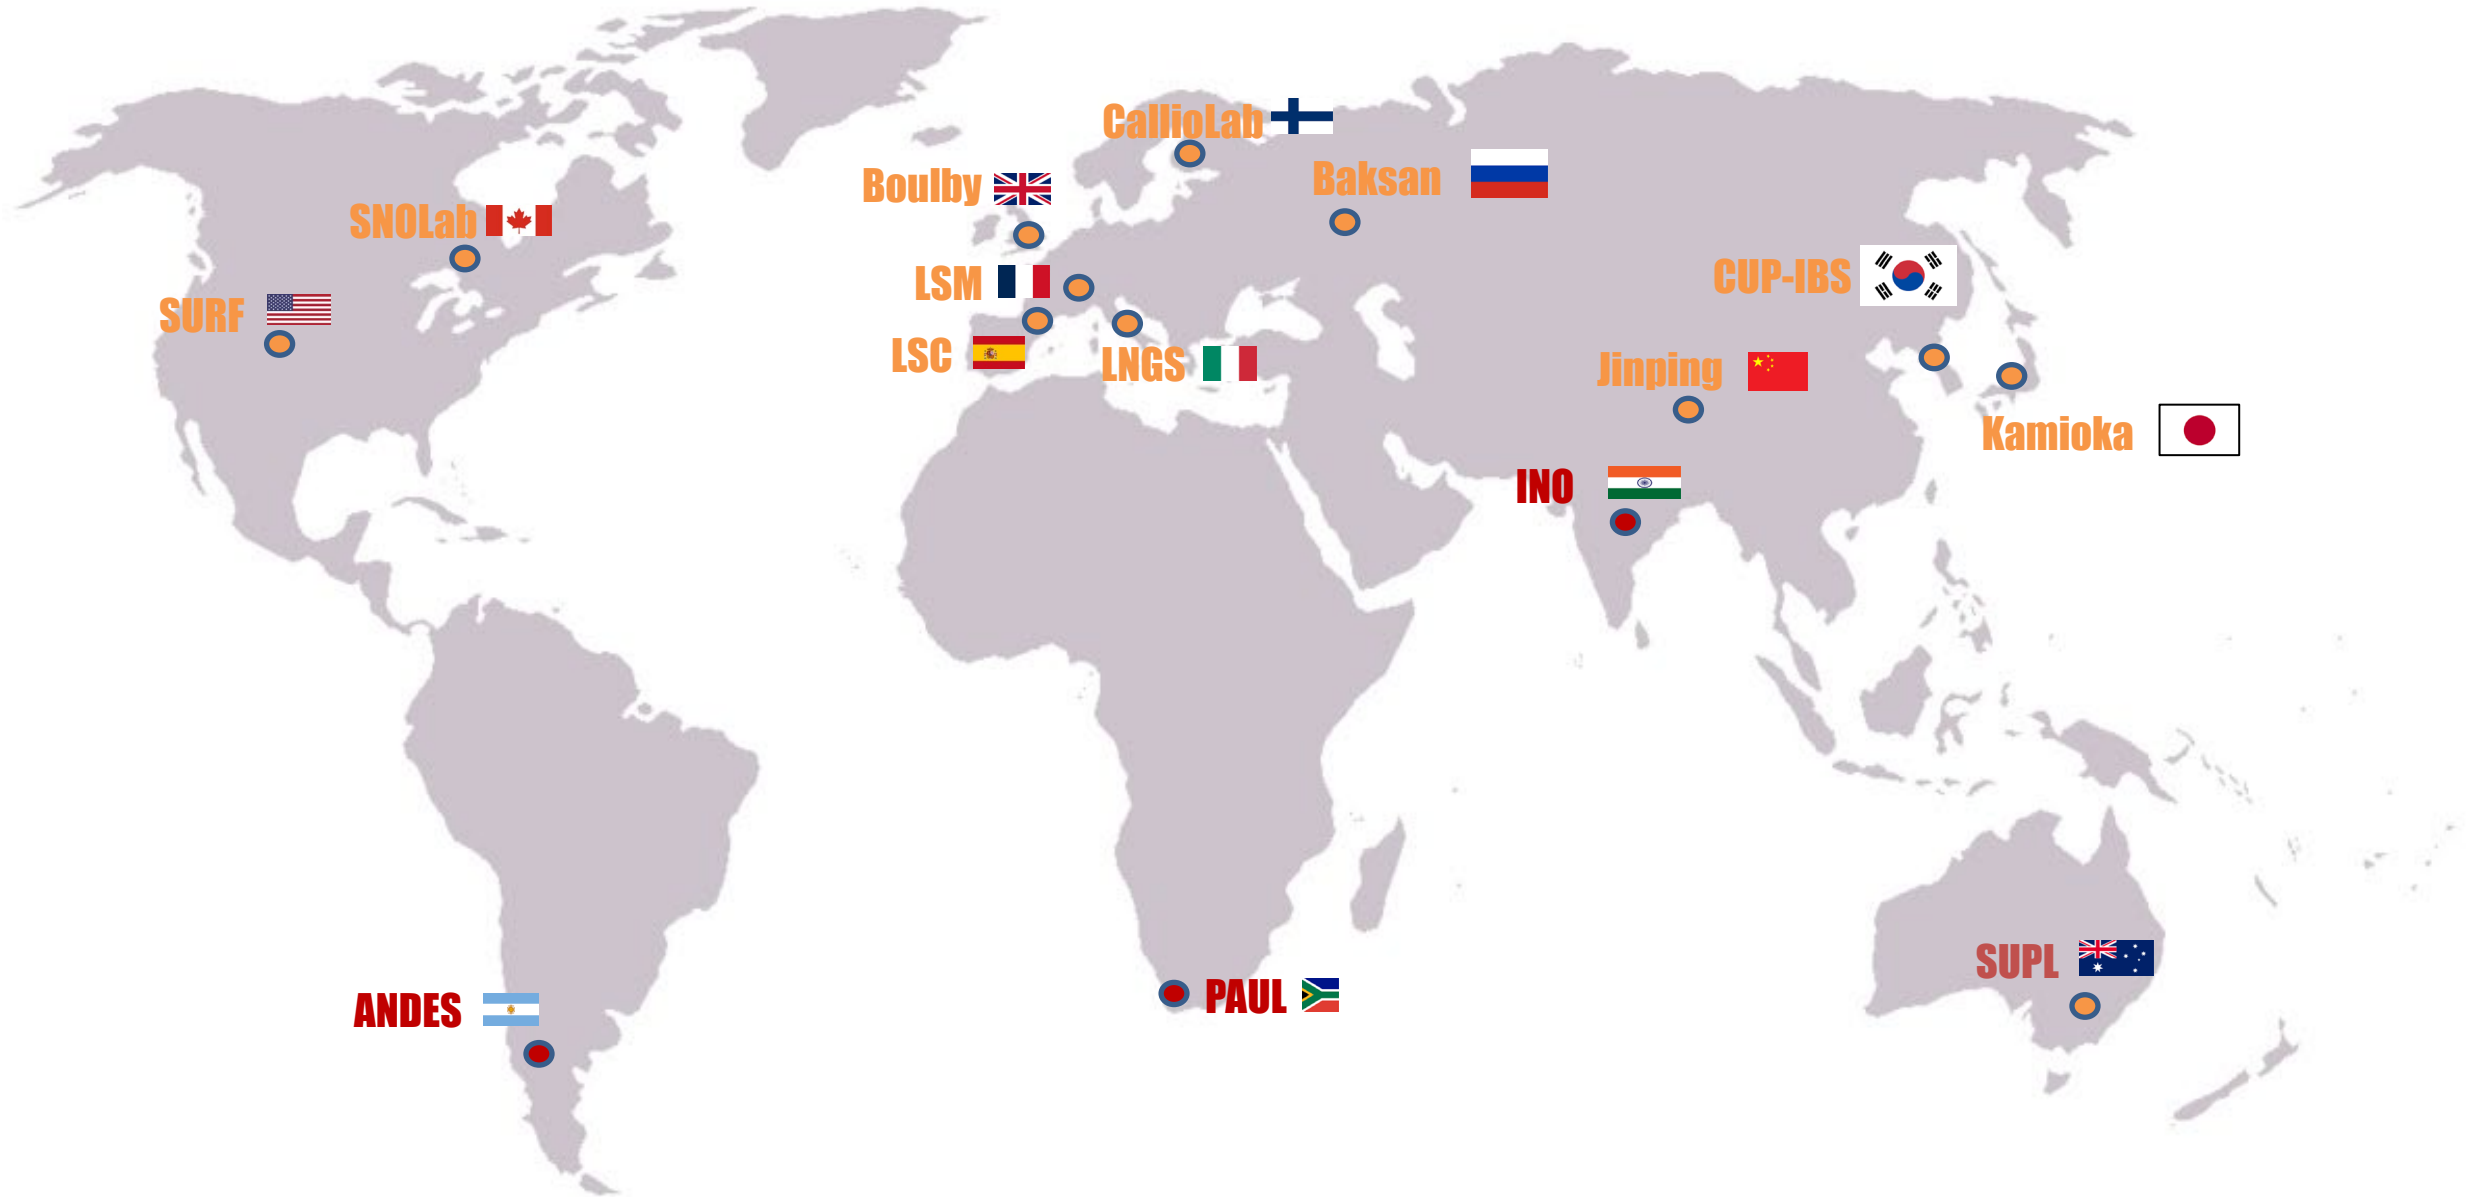 CallioLab
Baksan
Boulby
SNOLab
LSM
CUP-IBS
SURF
LSC
LNGS
Jinping
Kamioka
INO
SUPL
PAUL
ANDES